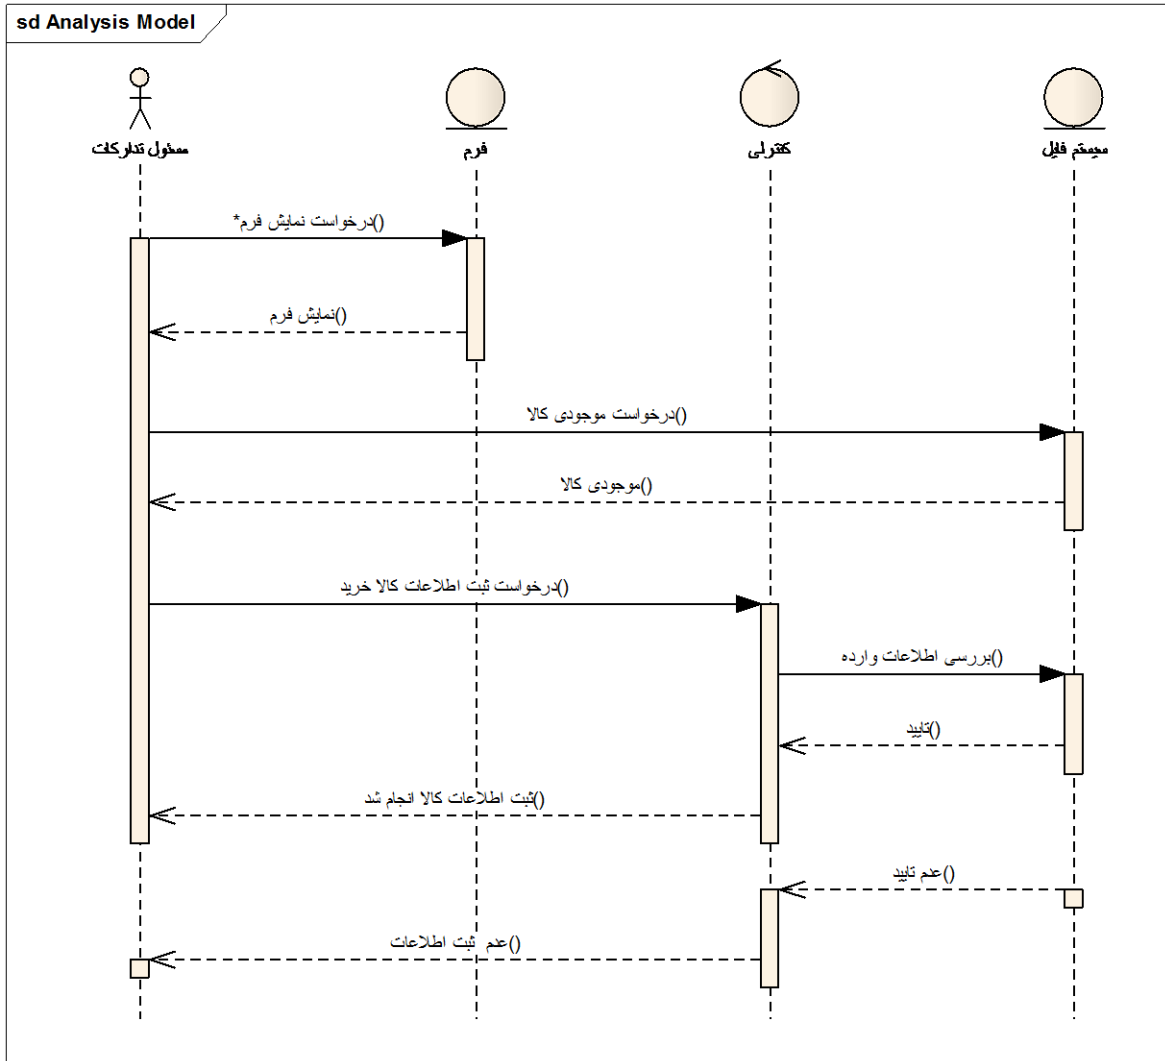 sd Analysis Model
مسئول تدارکات
فرم
کنترلی
سیستم فایل
*درخواست نمایش فرم()
نمایش فرم()
درخواست موجودی کالا()
موجودی کالا()
درخواست ثبت اطلاعات کالا خرید()
بررسی اطلاعات وارده()
تایید()
ثبت اطلاعات کالا انجام شد()
عدم تایید()
عدم ثبت اطلاعات()